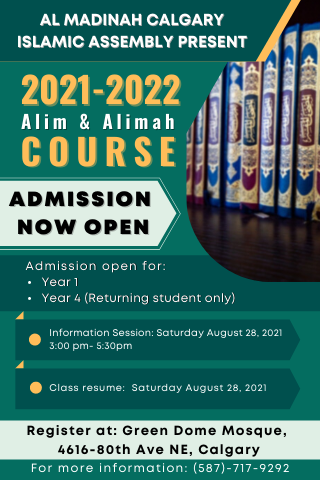 AL MADINAH CALGARY
ISLAMIC ASSEMBLY PRESENT
2021-2022
Alim & Alimah
COURSE
ADMISSION
NOW OPEN
Admission open for:
• Year 1
• Year 4 (Returning student only)
Information Session: Saturday August 28, 2021
3:00 pm- 5:30pm
Class resume: Saturday August 28, 2021
Register at: Green Dome Mosque,
4616-80th Ave NE, Calgary
For more information: (587)-717-9292